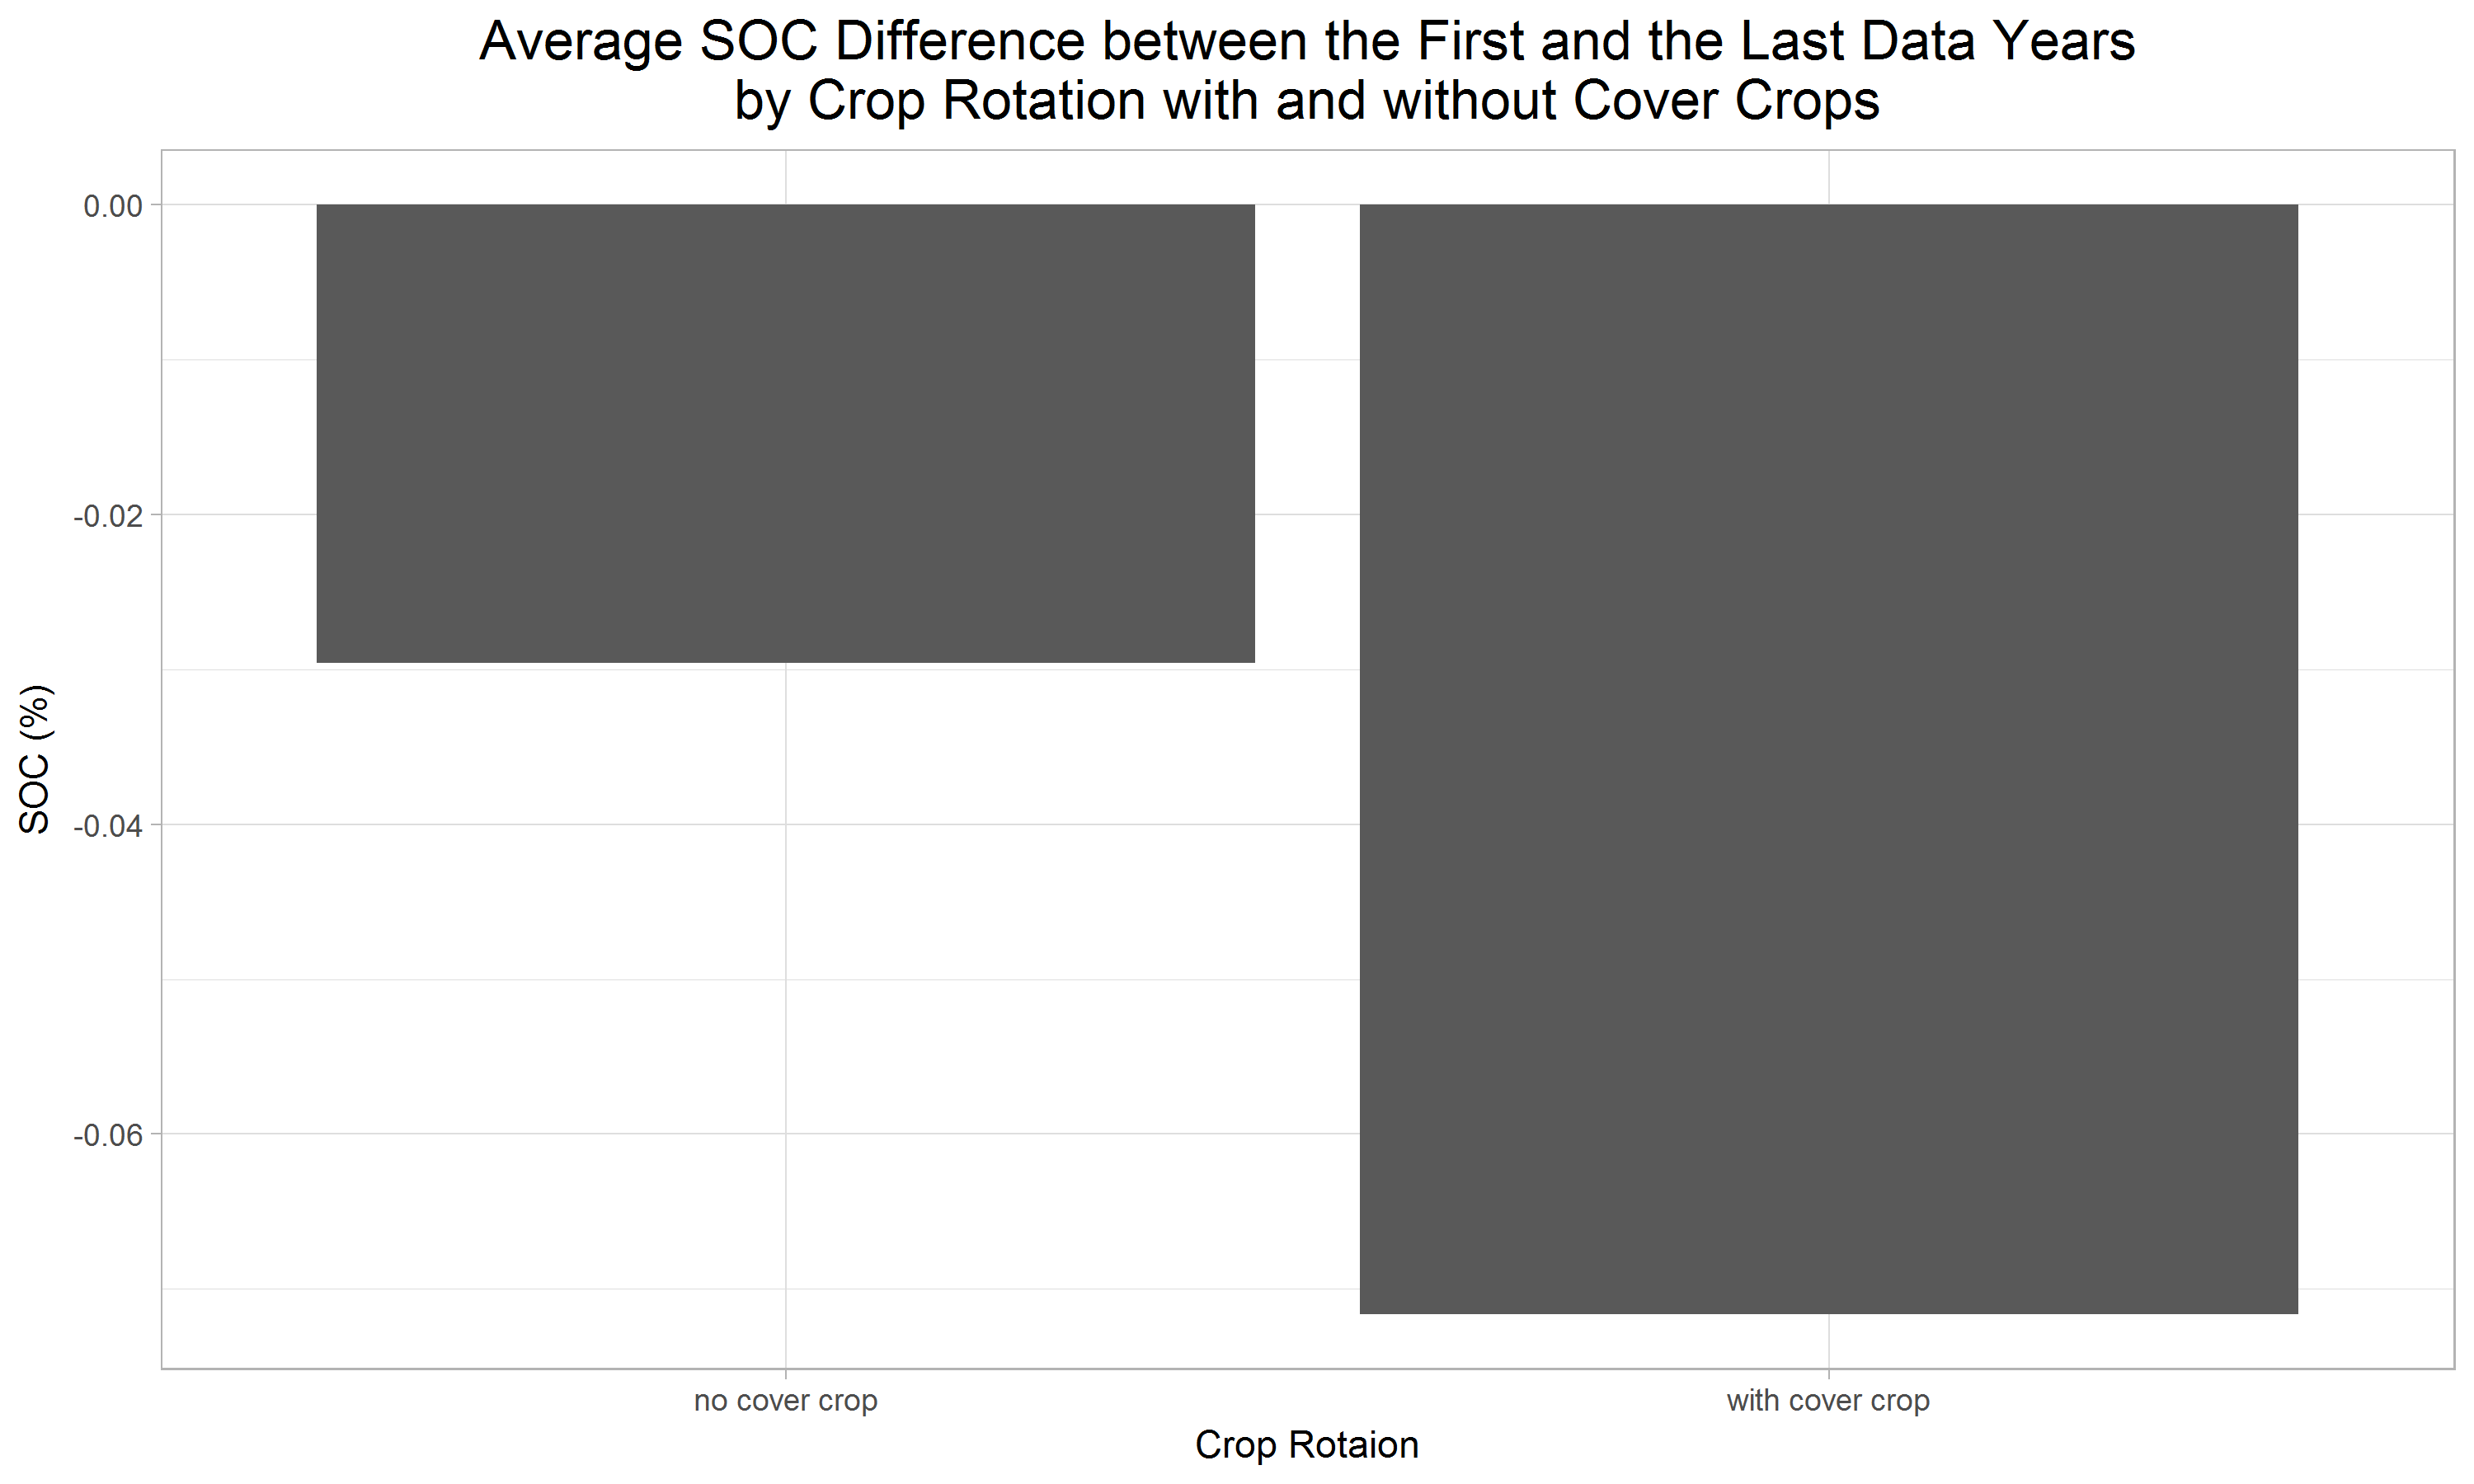 Average SOC Difference between the First and the Last Data Years
by Crop Rotation with and without Cover Crops
0.00
-0.02
-0.04
-0.06
SOC (%)
no cover crop
with cover crop
Crop Rotaion